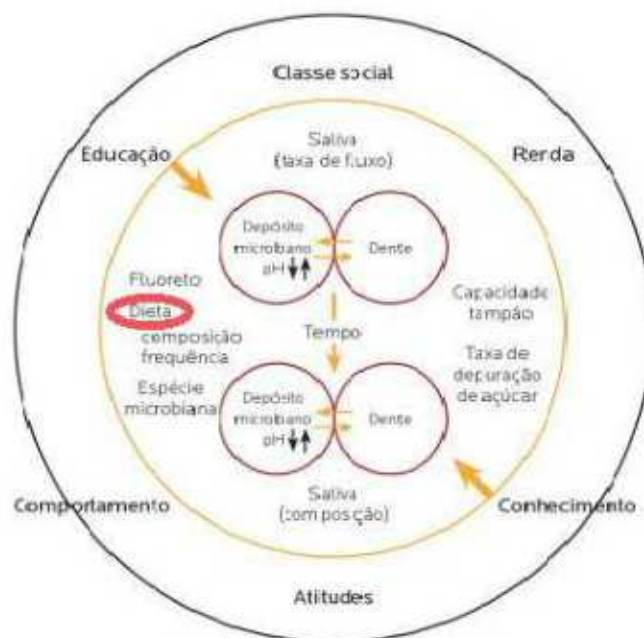 Classe social
Educação
Rerda
Saliva
(taxa de fluxo)
Depósito
microbiano
pH
Dente
Fluoreto
Dieta
composição
frequência
Espécie
microbiana
Tempo
Capacidade
tampão
Taxa de
depuração
de açúcar
Depósito
microbiano
pH
Dente
Saliva
(composição)
Comportamento
Conhecimento
Atitudes